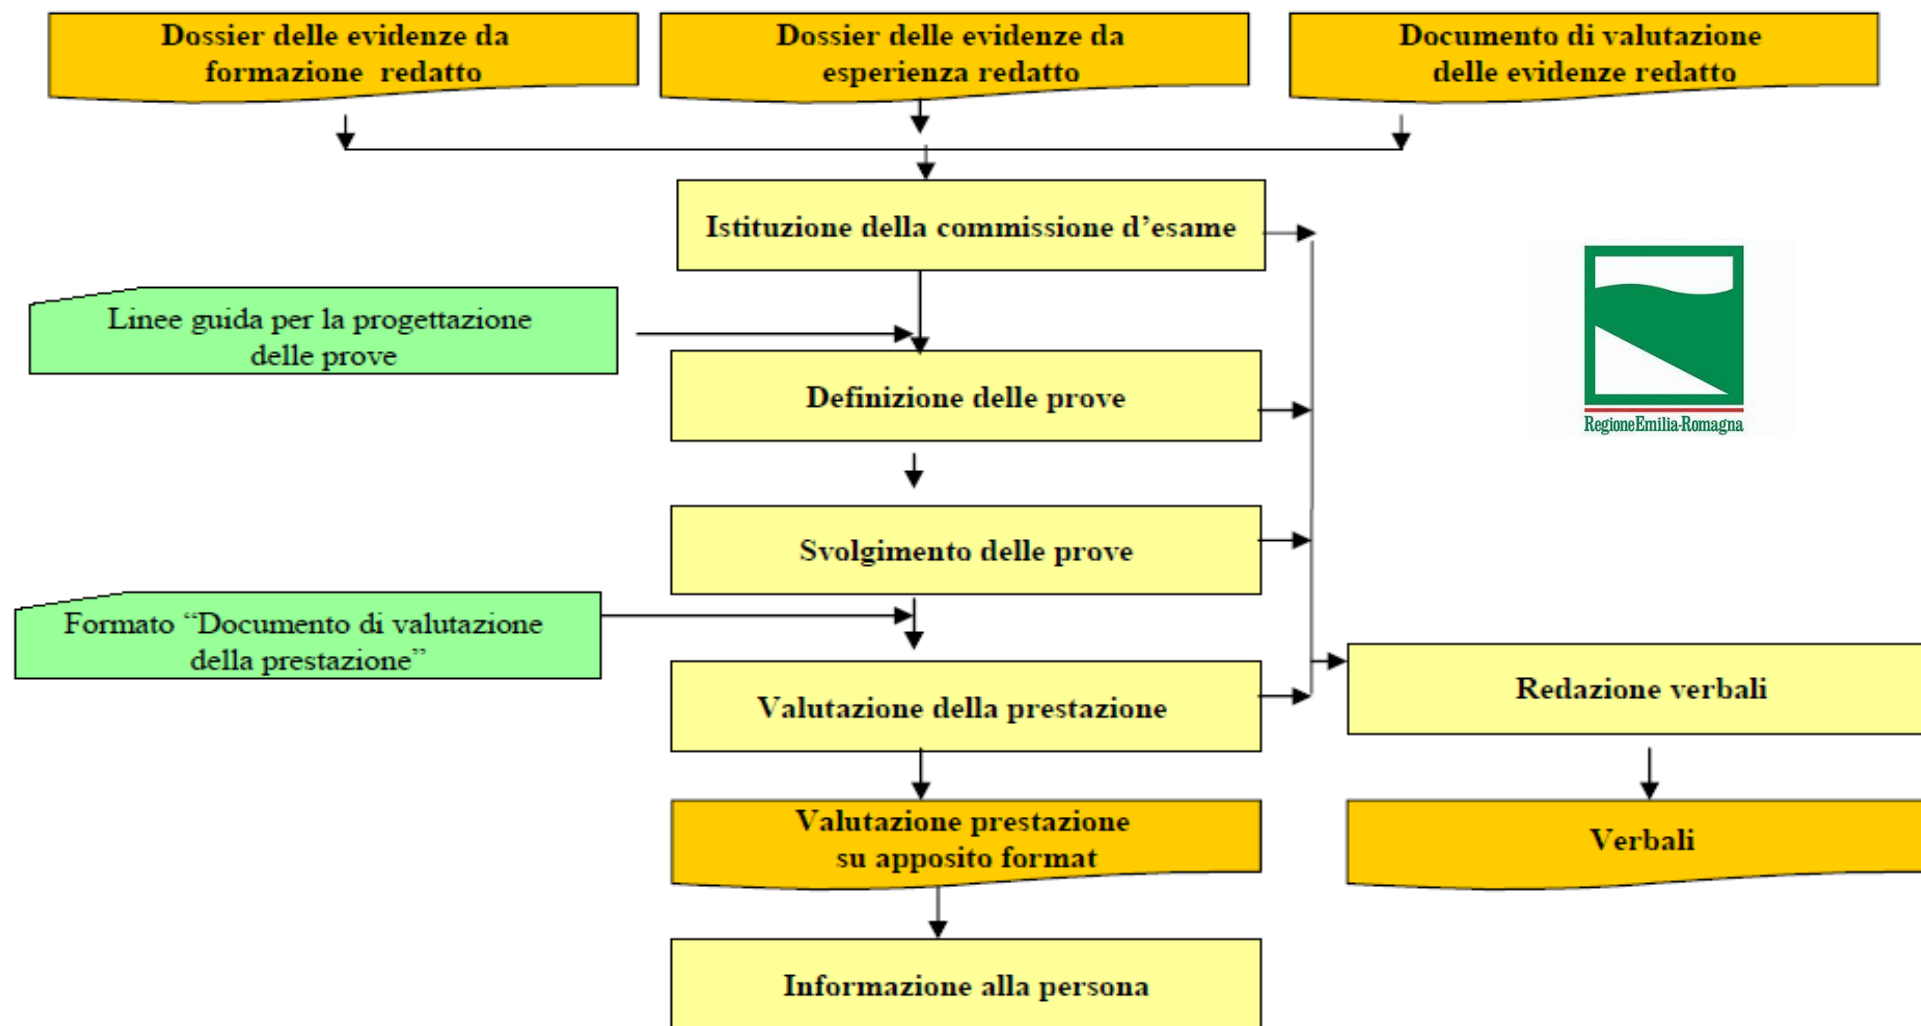 Dossier delle evidenze da
formazione redatto
Dossier delle evidenze da
esperienza redatto
Documento di valutazione
delle evidenze redatto
Istituzione della commissione d’esame
Linee guida per la progettazione
delle prove
RegioneEmilia-Romagna
Definizione delle prove
Svolgimento delle prove
Formato “Documento di valutazione
della prestazione”
Valutazione della prestazione
Redazione verbali
Valutazione prestazione
su apposito format
Verbali
Informazione alla persona